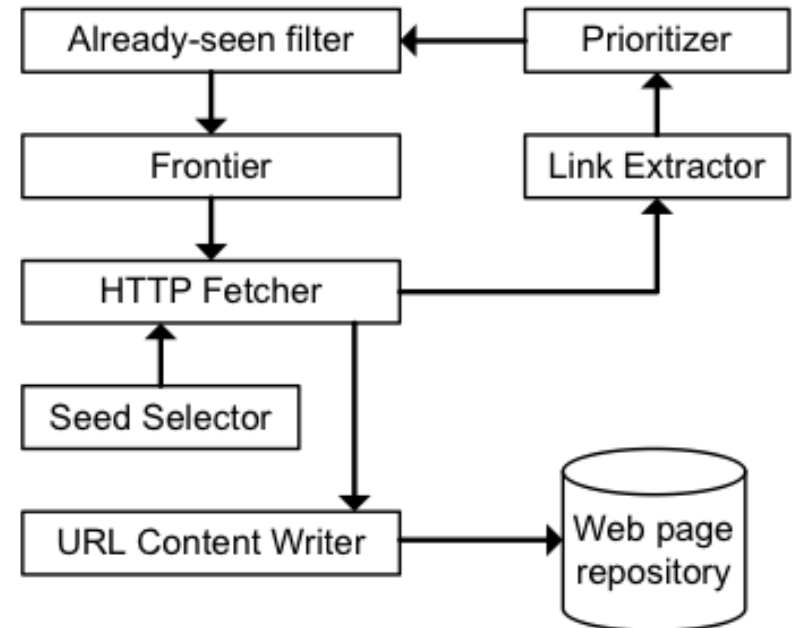 Already-seen filter
Prioritizer
Frontier
Link Extractor
HTTP Fetcher
Seed Selector
URL Content Writer
Web page
repository